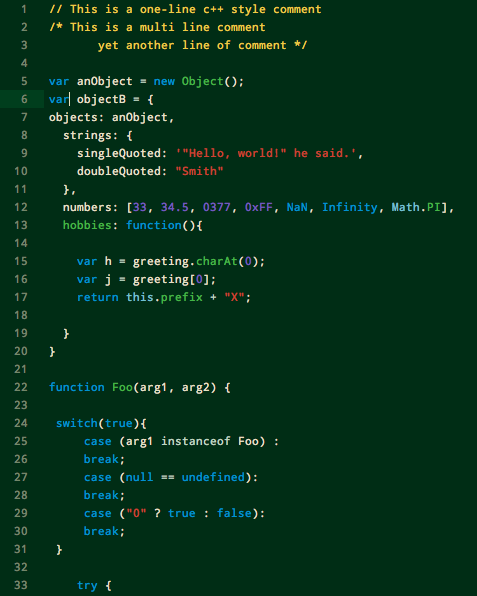 1 // This is a one-line c++ style comment
2 /* This is a multi line comment
3 yet another line of comment */
4
5 var anObject = new Object();
6 var objectB = {
7 objects: anObject,
8 strings: {
9 singleQuoted: '"Hello, world!" he said.',
10 doubleQuoted: "Smith"
11 },
12 numbers: [33, 34.5, 0377, 0xFF, NaN, Infinity, Math.PI],
13 hobbies: function(){
14
15 var h = greeting.charAt(0);
16 var j = greeting[0];
17 return this.prefix + "X";
18
19 }
20 }
21
22 function Foo(arg1, arg2) {
23
24 switch(true){
25 case (arg1 instanceof Foo) :
26 break;
27 case (null == undefined):
28 break;
29 case ("0" ? true : false):
30 break;
31 }
32
33 try {